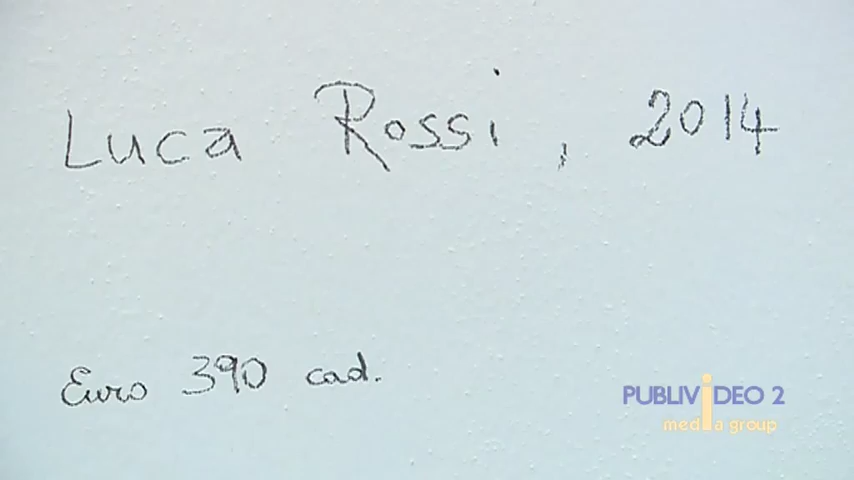 Luca Rossi, 2014
Euro 390 cad.
PUBLIVIDEO 2
media group